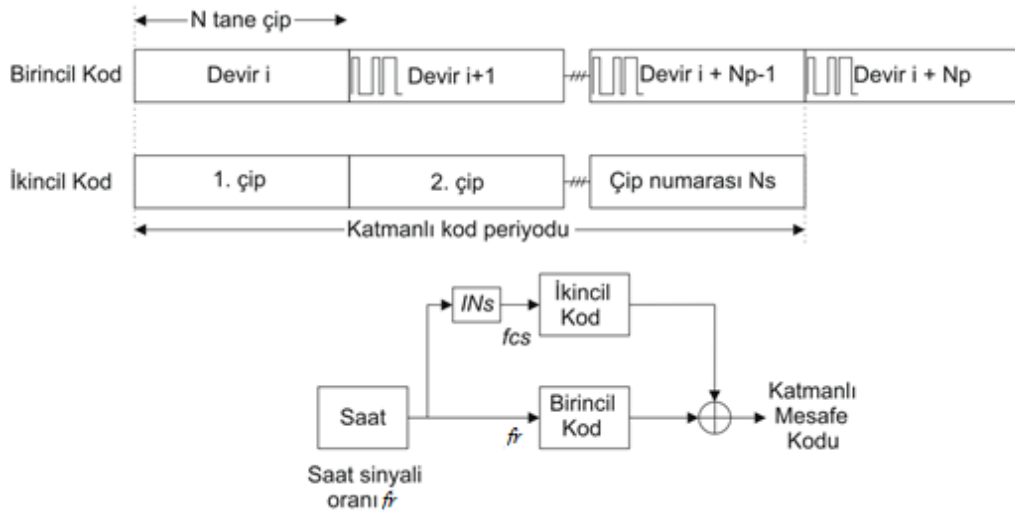 N tane çip
Birincil Kod
Devir i
Devir i+1
Devir i + Np-1
Devir i + Np
İkincil Kod
1. çip
2. çip
Çip numarası Ns
Katmanlı kod periyodu
INs
İkincil
Kod
fcs
Saat
fr
Birincil
Kod
Katmanlı
Mesafe
Kodu
Saat sinyali
oranı fr